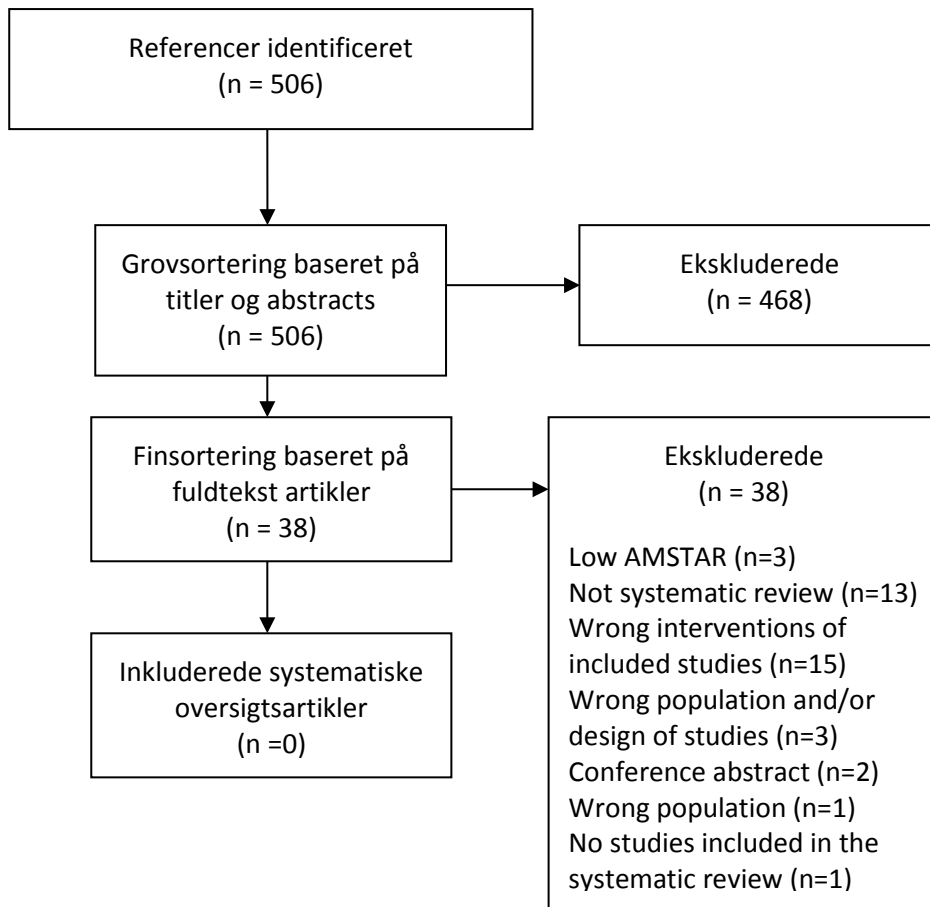 Referencer identificeret
(n = 506)
Grovsortering baseret på
titler og abstracts
(n = 506)
Ekskluderede
(n = 468)
Finsortering baseret på
fuldtekst artikler
(n = 38)
Ekskluderede
(n = 38)
Low AMSTAR (n=3)
Not systematic review (n=13)
Wrong interventions of
included studies (n=15)
Wrong population and/or
design of studies (n=3)
Conference abstract (n=2)
Wrong population (n=1)
No studies included in the
systematic review (n=1)
Inkluderede systematiske
oversigtsartikler
(n =0)